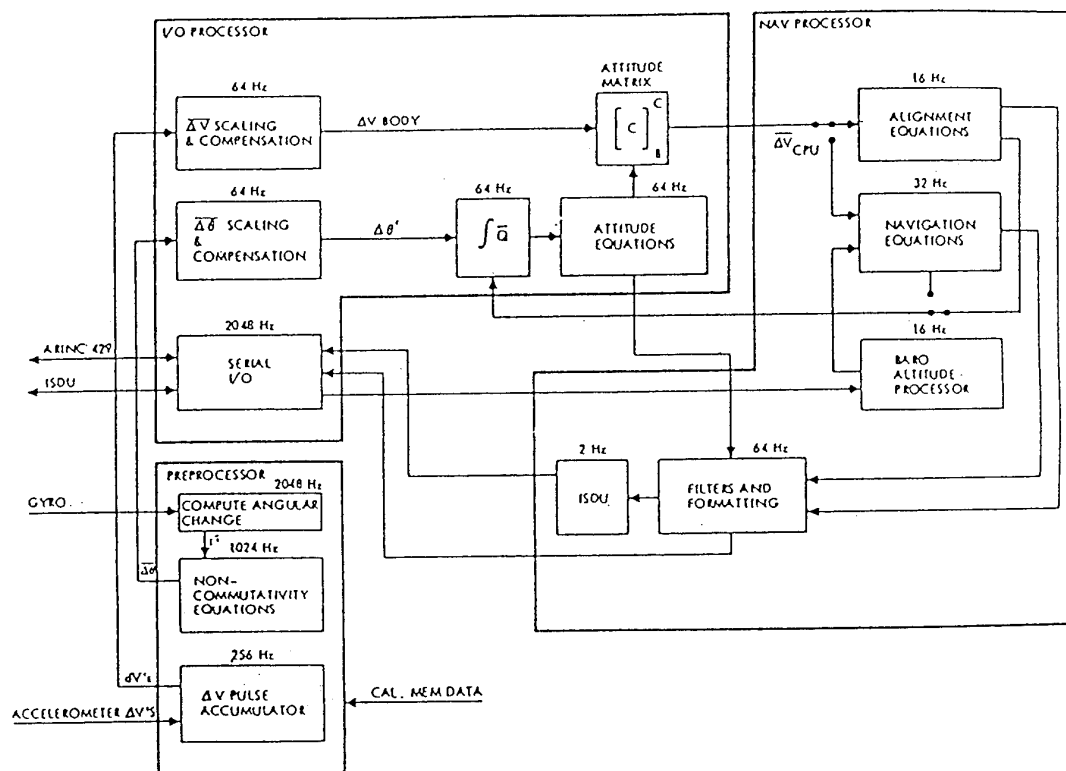 I/O PROCESSOR
NAV PROCESSOR
64 Hz
ΔV SCALING
& COMPENSATION
ΔV BODY
ATTITUDE
MATRIX
[C]
C
B
ΔV CPU
16 Hz
ALIGNMENT
EQUATIONS
64 Hz
Δθ SCALING
&
COMPENSATION
Δθ'
64 Hz
∫Q
64 Hz
ATTITUDE
EQUATIONS
32 Hz
NAVIGATION
EQUATIONS
2048 Hz
SERIAL
I/O
ARINC 429
ISDU
16 Hz
BARO
ALTITUDE
PROCESSOR
2 Hz
ISDU
64 Hz
FILTERS AND
FORMATTING
PREPROCESSOR
2048 Hz
GYRO
COMPUTE ANGULAR
CHANGE
1024 Hz
Δθ
NON-
COMMUTATIVITY
EQUATIONS
256 Hz
dV's
ΔV PULSE
ACCUMULATOR
ACCELEROMETER ΔV'S
CAL. MEM DATA